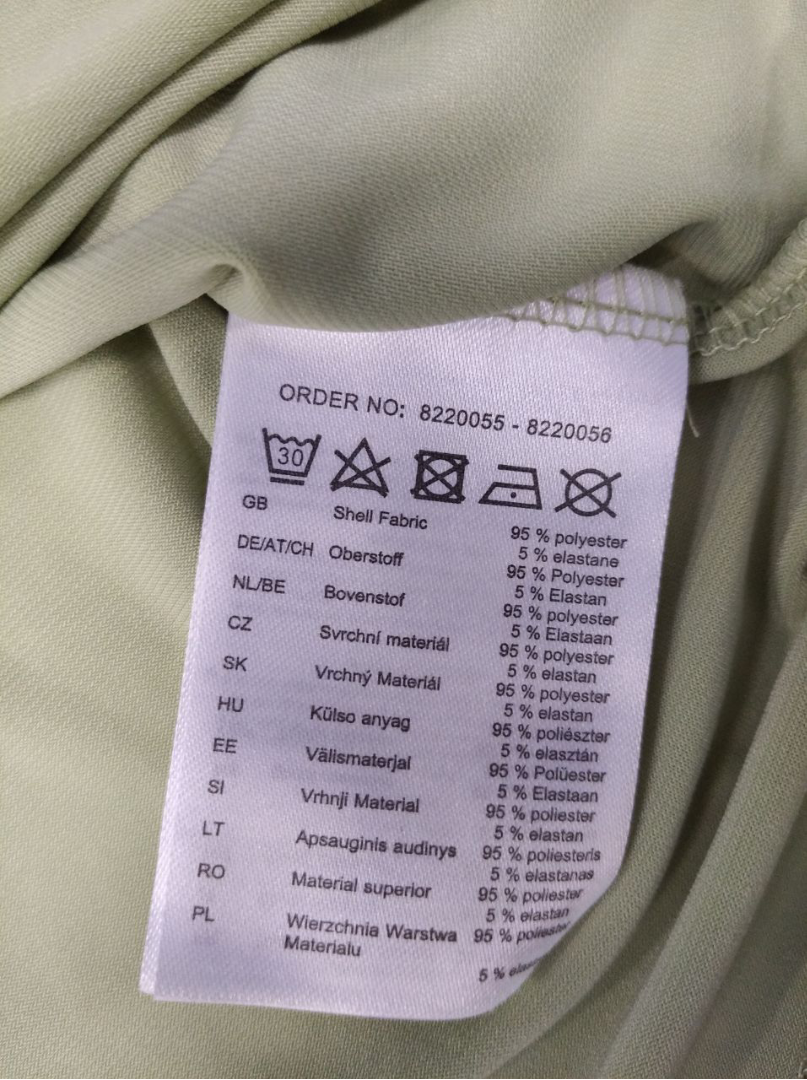 ORDER NO: 8220055 - 8220056
30
GB Shell Fabric 95 % polyester
5 % elastane
DE/AT/CH Oberstoff 95 % Polyester
5 % Elastan
NL/BE Bovenstof 95 % polyester
5 % Elastaan
CZ Svrchní materiál 95 % polyester
5 % elastan
SK Vrchný Materiál 95 % polyester
5 % elastan
HU Külso anyag 95 % poliészter
5 % elasztán
EE Välismaterjal 95 % Polüester
5 % Elastaan
SI Vrhnji Material 95 % poliester
5 % elastan
LT Apsauginis audinys 95 % poliesteris
5 % elastanas
RO Material superior 95 % poliester
5 % elastan
PL Wierzchnia Warstwa 95 % poliester
Materialu
5 %